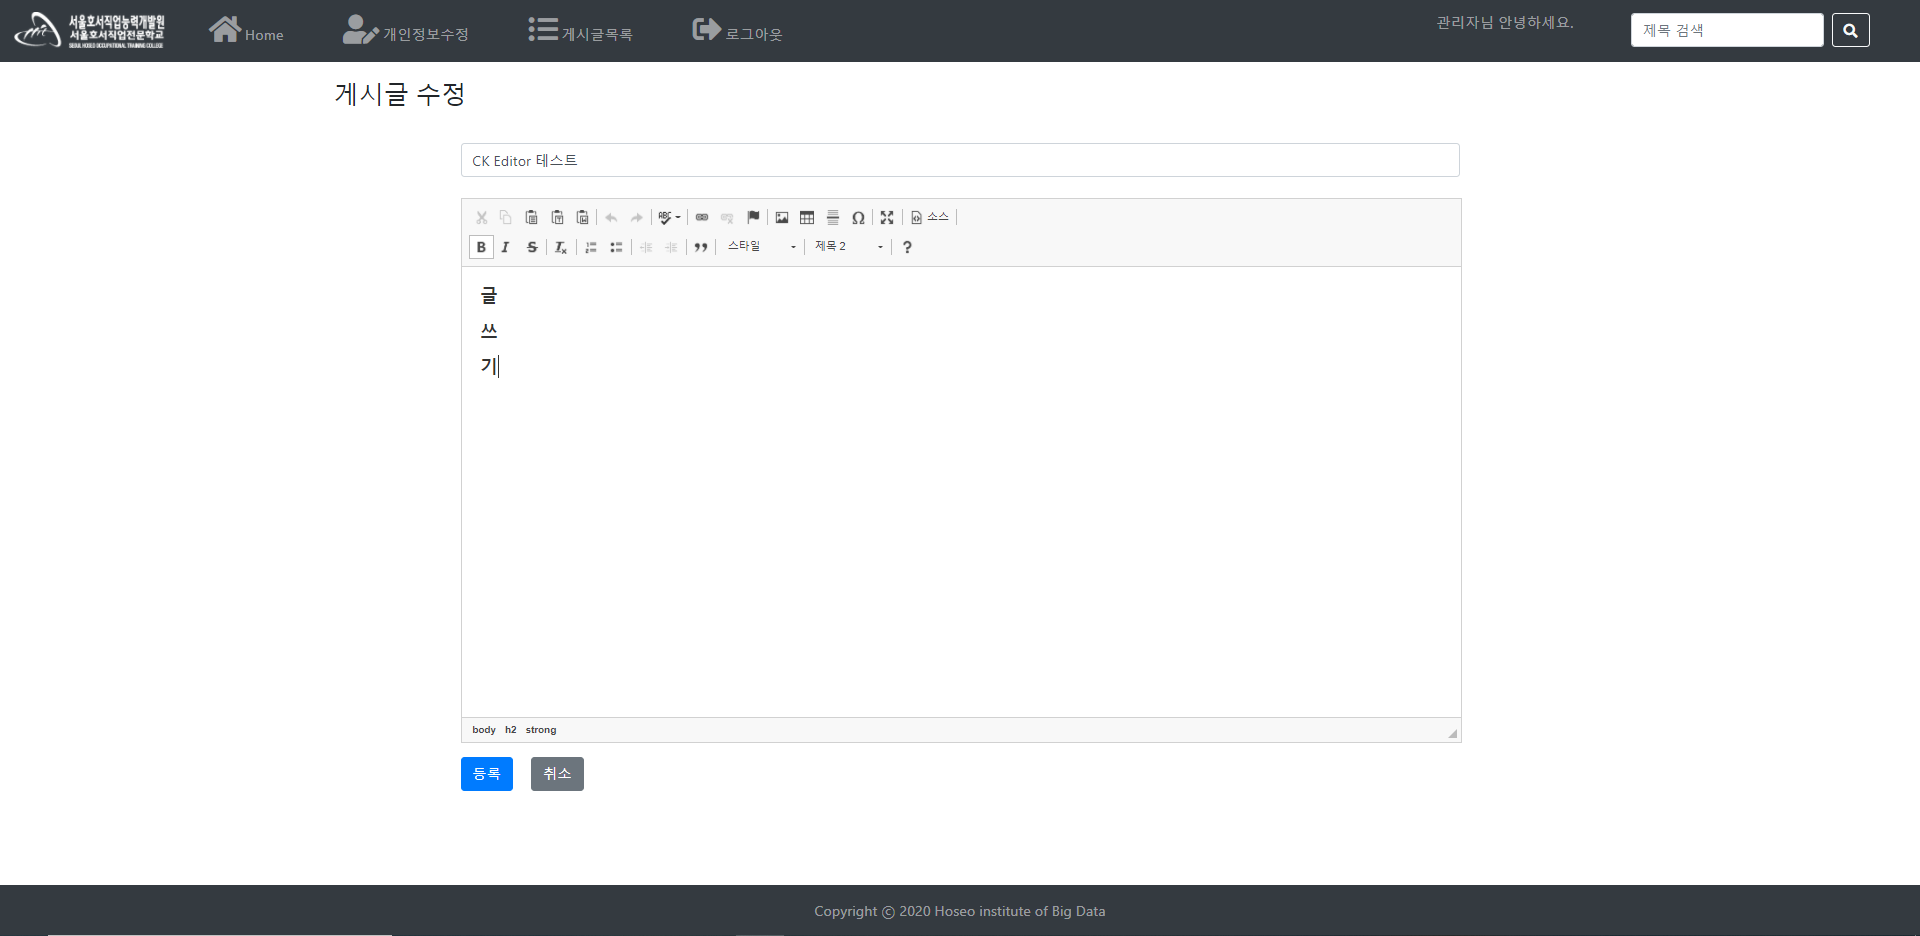 서울호서직업능력개발원
서울호서직업전문학교
SEOUL HOSEO OCCUPATIONAL TRAINING COLLEGE
Home
개인정보수정
게시글목록
로그아웃
관리자님 안녕하세요.
제목 검색
게시글 수정
CK Editor 테스트
ABC
소스
B I S Tx
스타일
제목 2
?
글
쓰
기
body h2 strong
등록
취소
Copyright ⓒ 2020 Hoseo institute of Big Data